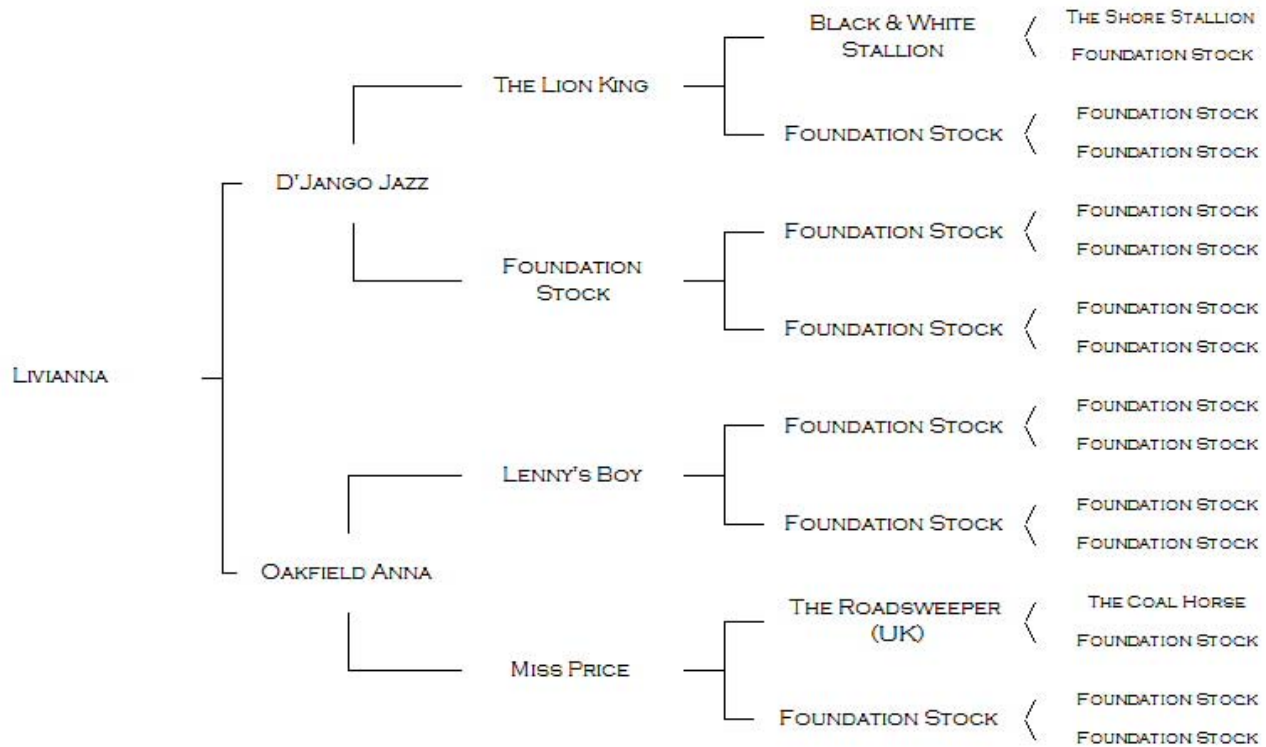 The Shore Stallion
Black & White
Stallion
Foundation Stock
The Lion King
Foundation Stock
Foundation Stock
Foundation Stock
D'Jango Jazz
Foundation Stock
Foundation Stock
Foundation Stock
Foundation
Stock
Foundation Stock
Foundation Stock
Foundation Stock
Livianna
Foundation Stock
Foundation Stock
Foundation Stock
Lenny's Boy
Foundation Stock
Foundation Stock
Foundation Stock
Oakfield Anna
The Roadsweeper
(UK)
The Coal Horse
Foundation Stock
Miss Price
Foundation Stock
Foundation Stock
Foundation Stock